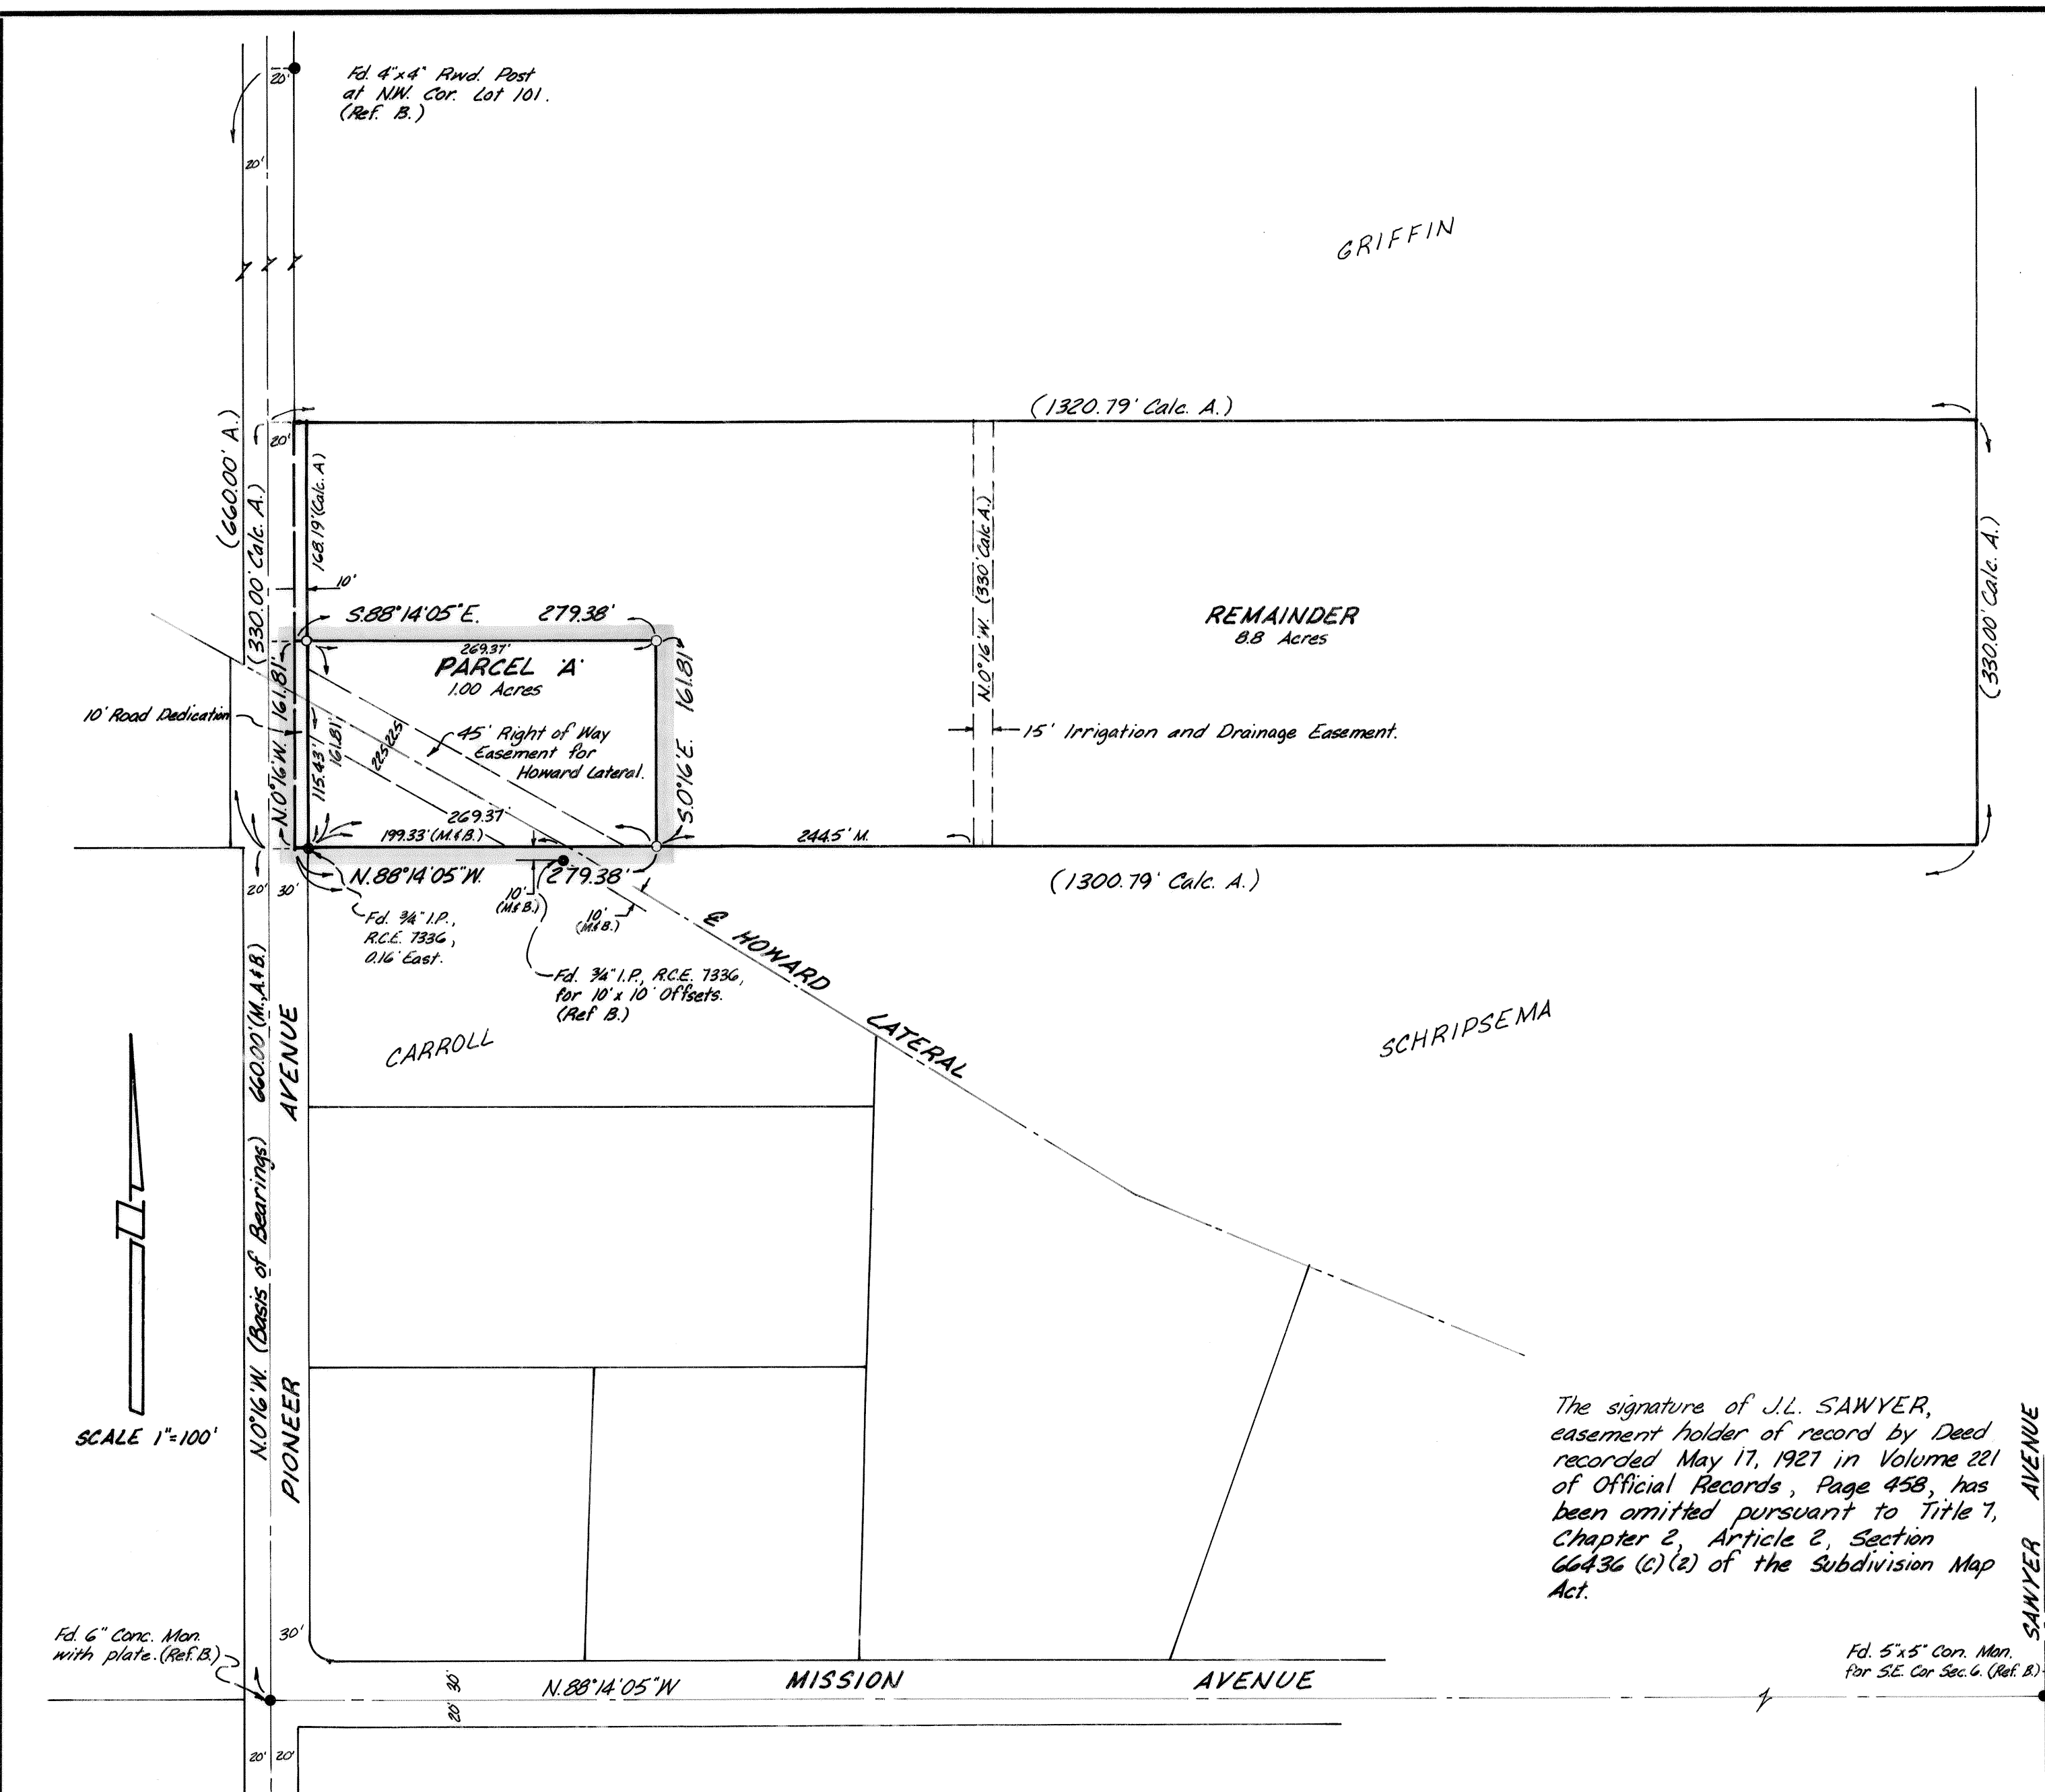 20'
Fd. 4"x4" Rwd. Post
at N.W. Cor. Lot 101.
(Ref. B.)
20'
GRIFFIN
(1320.79' Calc. A.)
20'
(660.00' A.)
(330.00' Calc. A.)
168.19'(Calc. A)
10'
S.88°14'05"E. 279.38'
269.37'
PARCEL 'A'
1.00 Acres
N.0°16'W. 161.81'
10' Road Dedication
115.43'
161.81'
22.5
22.5
45' Right of Way
Easement for
Howard Lateral.
S.0°16'E. 161.81'
269.37'
199.33'(M.&B.)
244.5' M.
N.0°16'W. (330' Calc A.)
15' Irrigation and Drainage Easement.
REMAINDER
8.8 Acres
(330.00' Calc. A.)
20'
30'
N.88°14'05"W.
279.38'
(1300.79' Calc. A.)
10'
(M&B.)
10'
(M.&B.)
Fd. 3/4" I.P.,
R.C.E. 7336,
0.16' East.
Fd. 3/4" I.P., R.C.E. 7336,
for 10' x 10' Offsets.
(Ref B.)
℄ HOWARD LATERAL
CARROLL
SCHRIPSEMA
N.0°16'W. (Basis of Bearings) 660.00'(M.,A.&B.)
PIONEER AVENUE
SCALE 1"=100'
The signature of J.L. SAWYER,
easement holder of record by Deed
recorded May 17, 1927 in Volume 221
of Official Records, Page 458, has
been omitted pursuant to Title 7,
Chapter 2, Article 2, Section
66436 (c)(2) of the Subdivision Map
Act.
SAWYER AVENUE
Fd. 6" Conc. Mon.
with plate. (Ref. B.)
30'
Fd. 5"x5" Con. Mon.
for S.E. Cor Sec. 6. (Ref. B.)
30'
20'
N.88°14'05"W
MISSION AVENUE
20'
20'